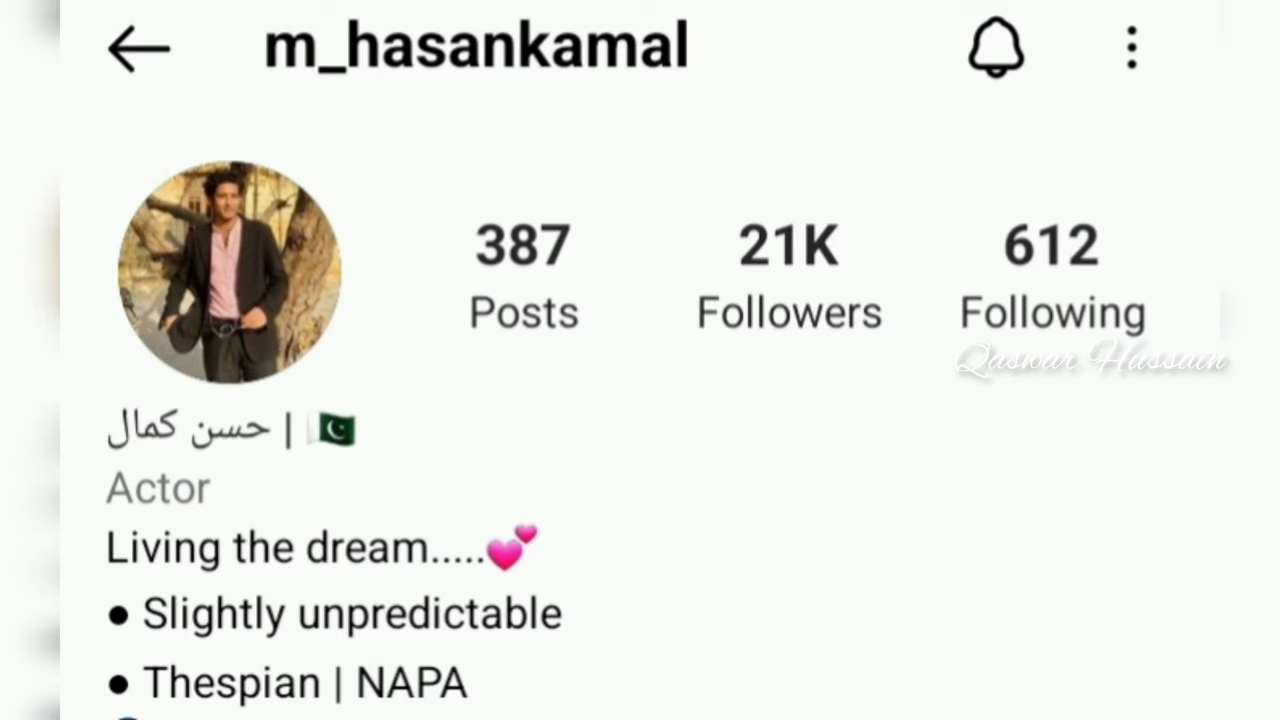 m_hasankamal
387 21K 612
Posts Followers Following
Qaswar Hussain
حسن کمال | 🇵🇰
Actor
Living the dream.....💕
● Slightly unpredictable
● Thespian | NAPA